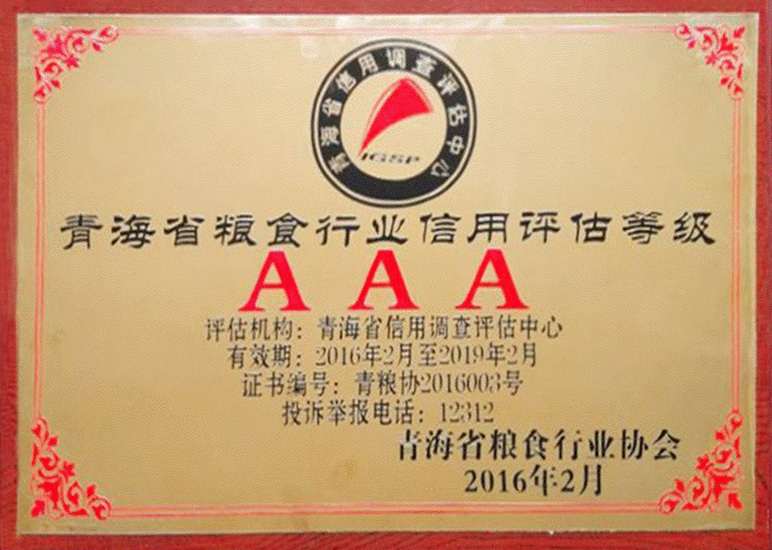 青海省信用调查评估中心
IGSP
青海省粮食行业信用评估等级
AAA
评估机构：青海省信用调查评估中心
有效期：2016年2月至2019年2月
证书编号：青粮协2016003号
投诉举报电话：12312
青海省粮食行业协会
2016年2月